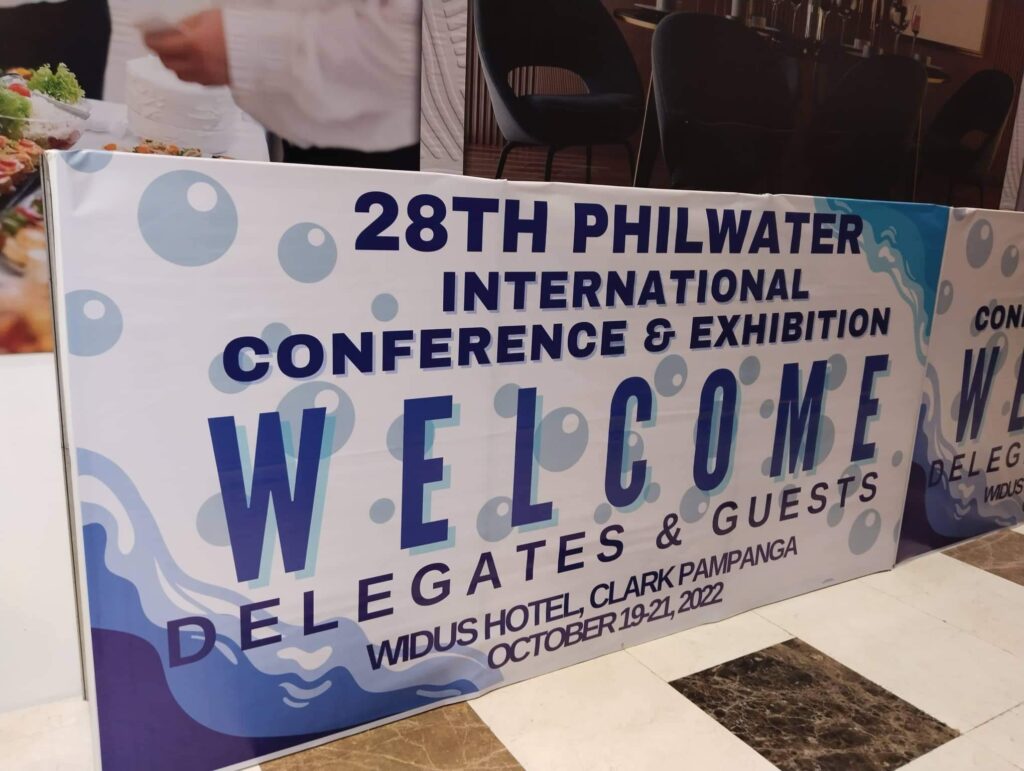 28TH PHILWATER
INTERNATIONAL
CONFERENCE & EXHIBITION
WELCOME
DELEGATES & GUESTS
WIDUS HOTEL, CLARK PAMPANGA
OCTOBER 19-21, 2022